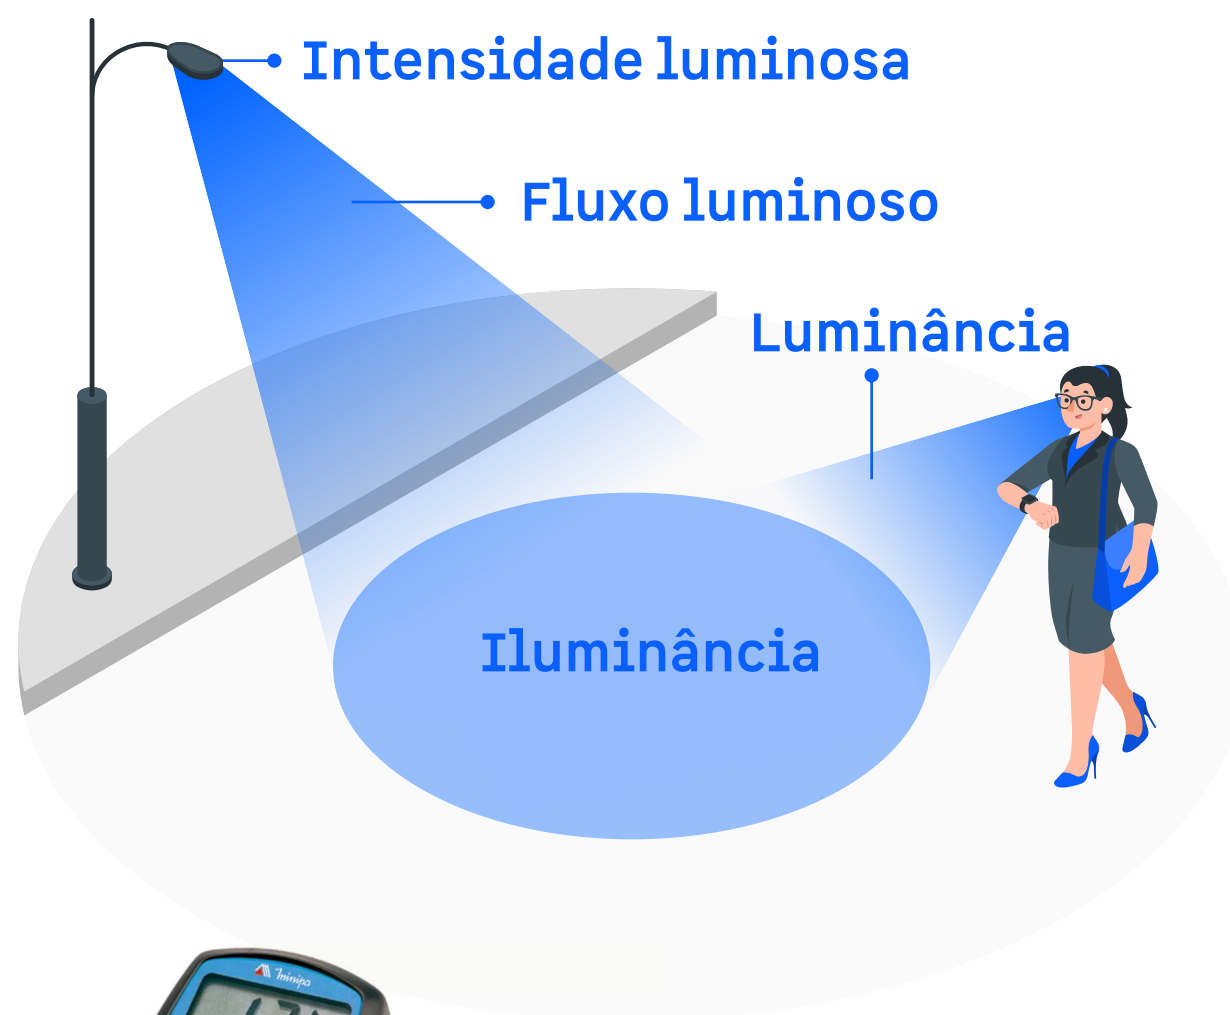 Intensidade luminosa
Fluxo luminoso
Luminância
Iluminância
Minipa